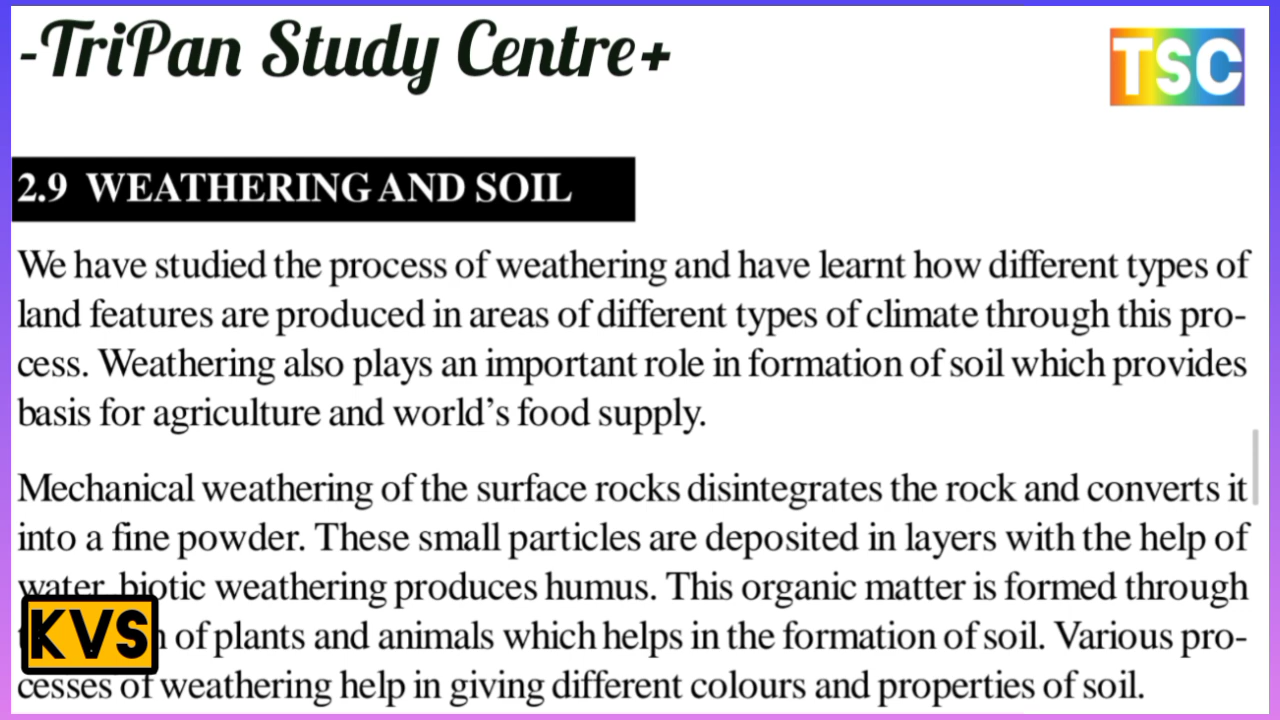 -TriPan Study Centre+
TSC
2.9 WEATHERING AND SOIL
We have studied the process of weathering and have learnt how different types of
land features are produced in areas of different types of climate through this pro-
cess. Weathering also plays an important role in formation of soil which provides
basis for agriculture and world's food supply.
Mechanical weathering of the surface rocks disintegrates the rock and converts it
into a fine powder. These small particles are deposited in layers with the help of
water, biotic weathering produces humus. This organic matter is formed through
of plants and animals which helps in the formation of soil. Various pro-
KVS
cesses of weathering help in giving different colours and properties of soil.